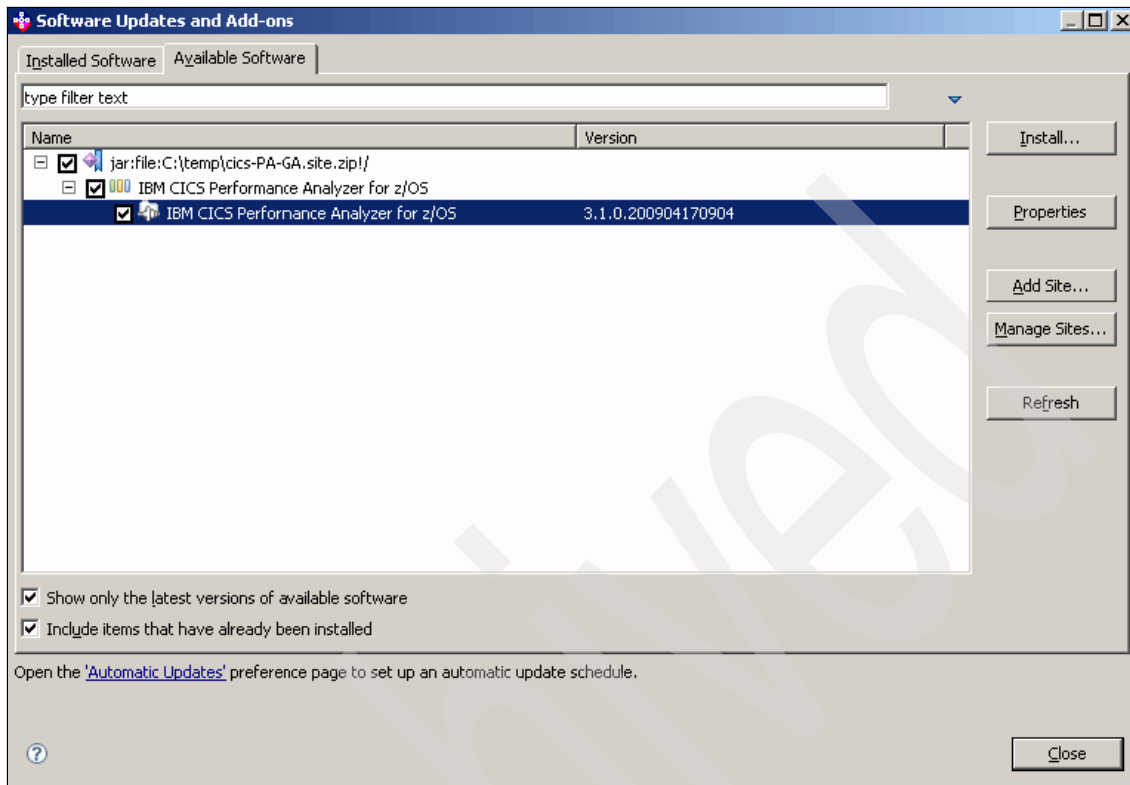 Software Updates and Add-ons
Installed Software
Available Software
type filter text
Name
Version
Install...
jar:file:C:\temp\cics-PA-GA.site.zip!/
IBM CICS Performance Analyzer for z/OS
IBM CICS Perfornance Analyzer for z/OS
3.1.0.200904170904
Properties
Add Site...
Manage Sites...
Refresh
Show only the latest versions of available software
Include items that have already been installed
Open the 'Automatic Updates' preference page to set up an automatic update schedule.
Close